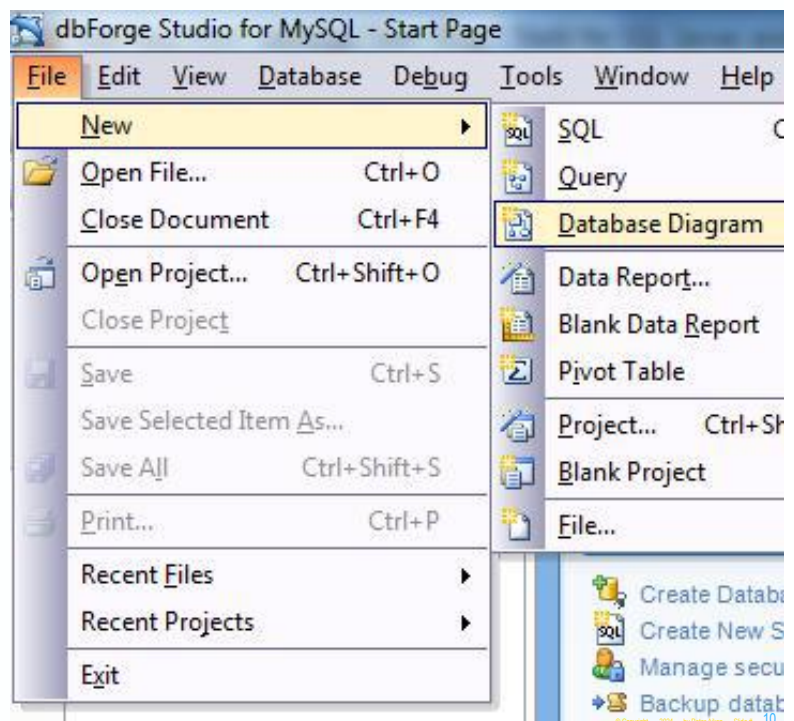 dbForge Studio for MySQL - Start Page
File Edit View Database Debug Tools Window Help
New
Open File... Ctrl+O
Close Document Ctrl+F4
Open Project... Ctrl+Shift+O
Close Project
Save Ctrl+S
Save Selected Item As...
Save All Ctrl+Shift+S
Print... Ctrl+P
Recent Files
Recent Projects
Exit
SQL C
Query
Database Diagram
Data Report...
Blank Data Report
Pivot Table
Project... Ctrl+Sh
Blank Project
File...
Create Databa
Create New S
Manage secu
Backup datab
10